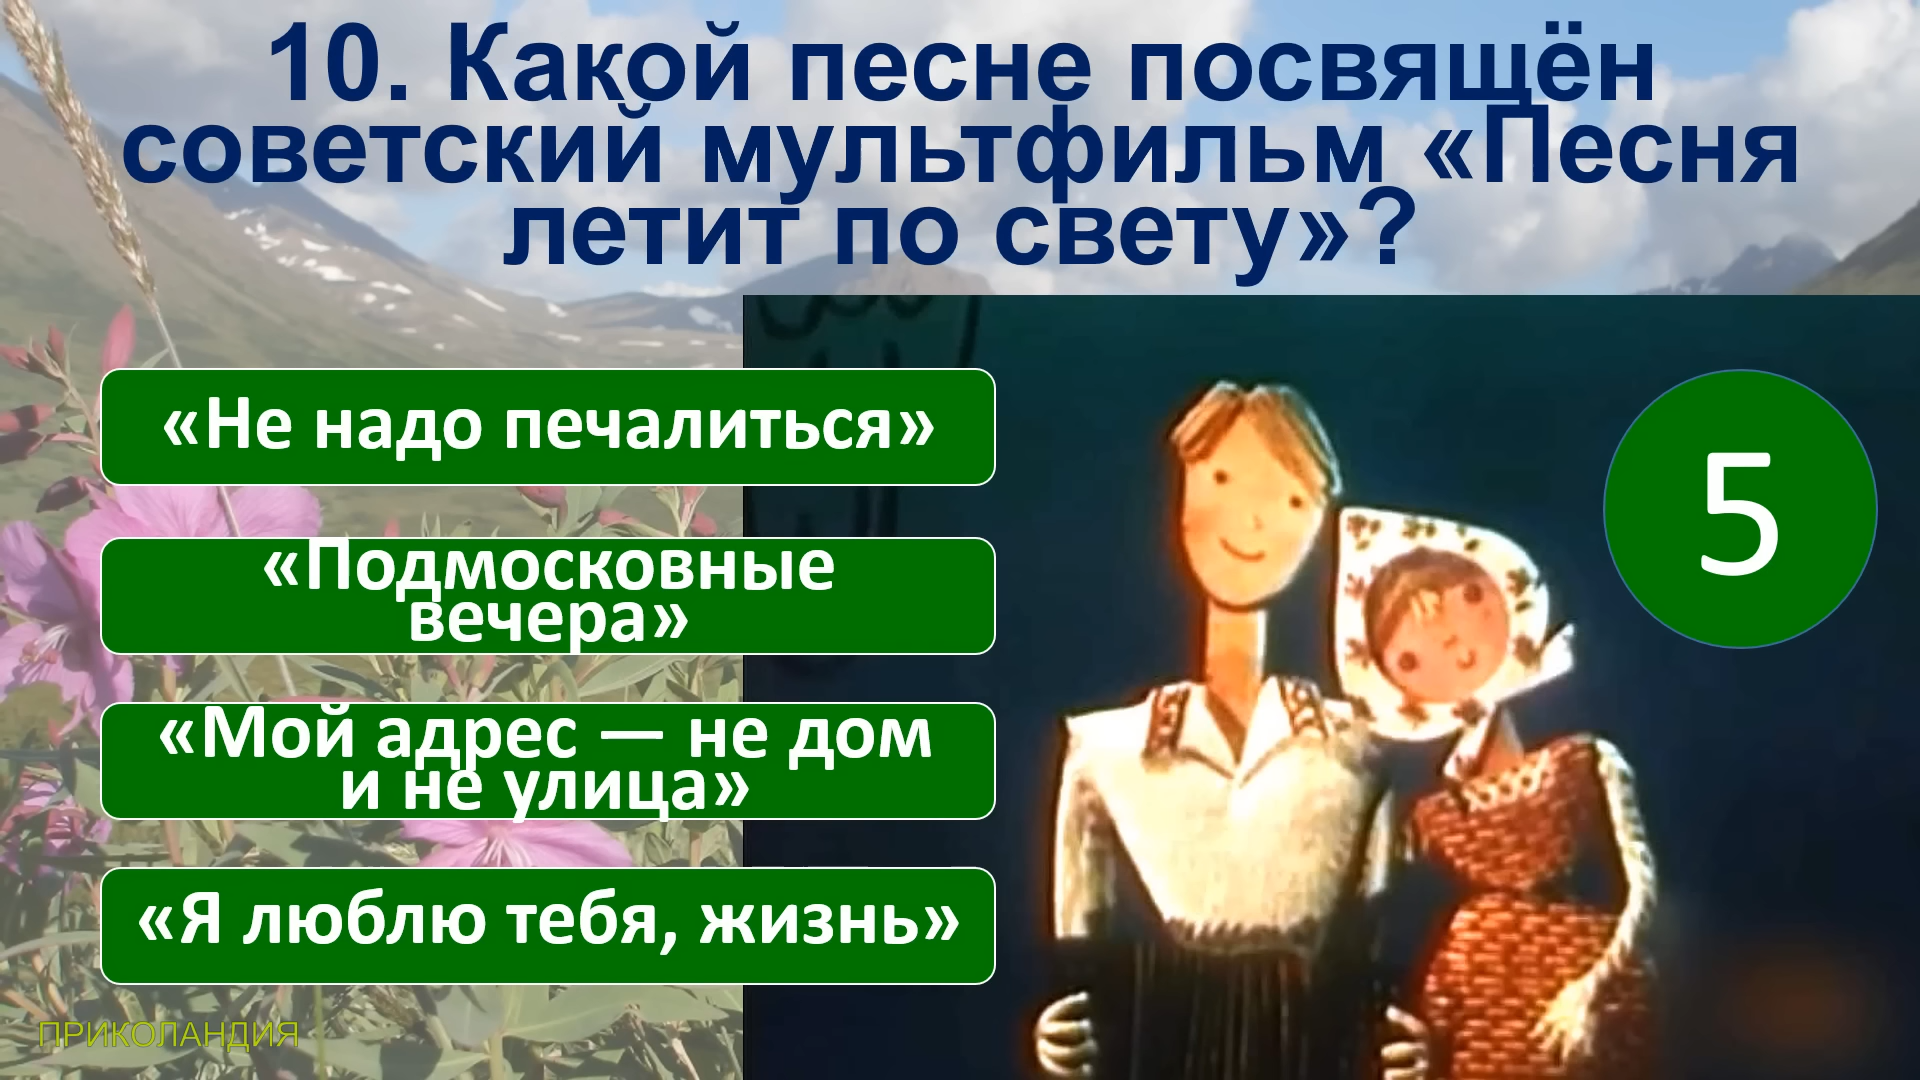 10. Какой песне посвящён
советский мультфильм «Песня
летит по свету»?
«Не надо печалиться»
«Подмосковные
вечера»
«Мой адрес — не дом
и не улица»
«Я люблю тебя, жизнь»
5
ПРИКОЛАНДИЯ